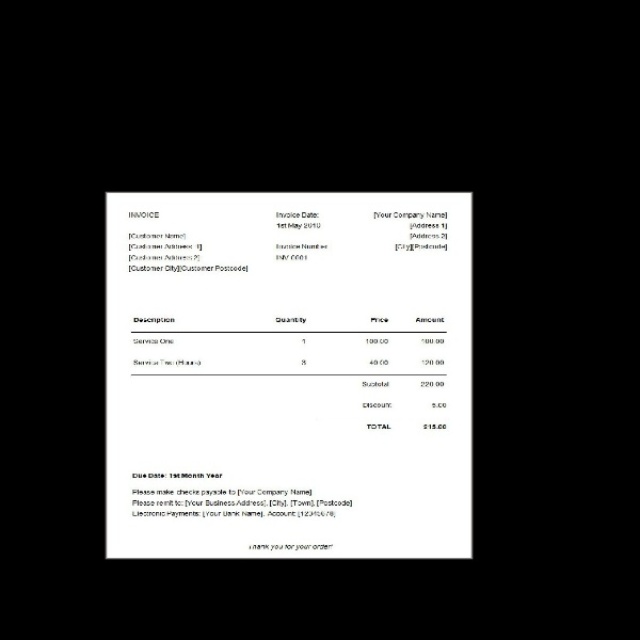 INVOICE
Invoice Date:
[Your Company Name]
1st May 2010
[Address 1]
[Customer Name]
[Address 2]
[Customer Address 1]
Invoice Number
[City][Postcode]
[Customer Address 2]
INV 0001
[Customer City][Customer Postcode]
Description Quantity Price Amount
Service One 1 100.00 100.00
Service Two (Hours) 3 40.00 120.00
Subtotal 220.00
Discount 5.00
TOTAL 215.00
Due Date: 1st Month Year
Please make checks payable to [Your Company Name]
Please remit to: [Your Business Address], [City], [Town], [Postcode]
Electronic Payments: [Your Bank Name], Account: [12345678]
Thank you for your order!